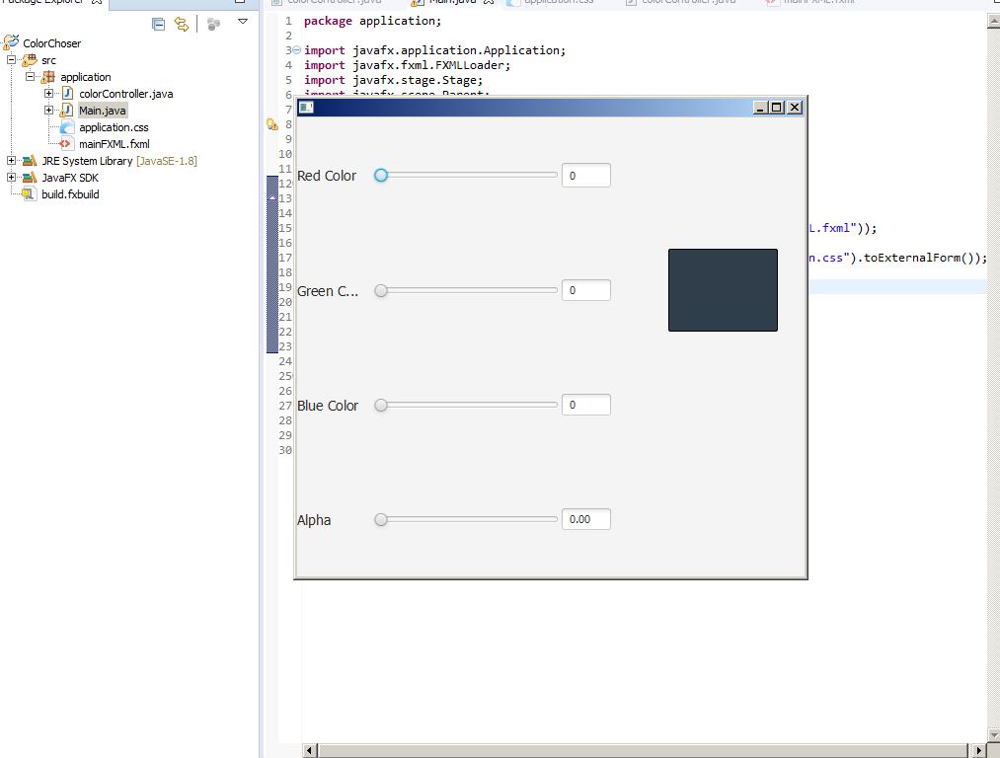 Package Explorer
colorController.java
Main.java
application.css
colorController.java
mainFXML.fxml
ColorChoser
src
application
colorController.java
Main.java
application.css
mainFXML.fxml
JRE System Library [JavaSE-1.8]
JavaFX SDK
build.fxbuild
1 package application;
2
3 import javafx.application.Application;
4 import javafx.fxml.FXMLLoader;
5 import javafx.stage.Stage;
6 import javafx.scene.Parent;
7
8
9
10
11
12
13
14
15 L.fxml"));
16
17 n.css").toExternalForm());
18
19
20
21
22
23
24
25
26
27
28
29
30
Red Color 0
Green C... 0
Blue Color 0
Alpha 0.00